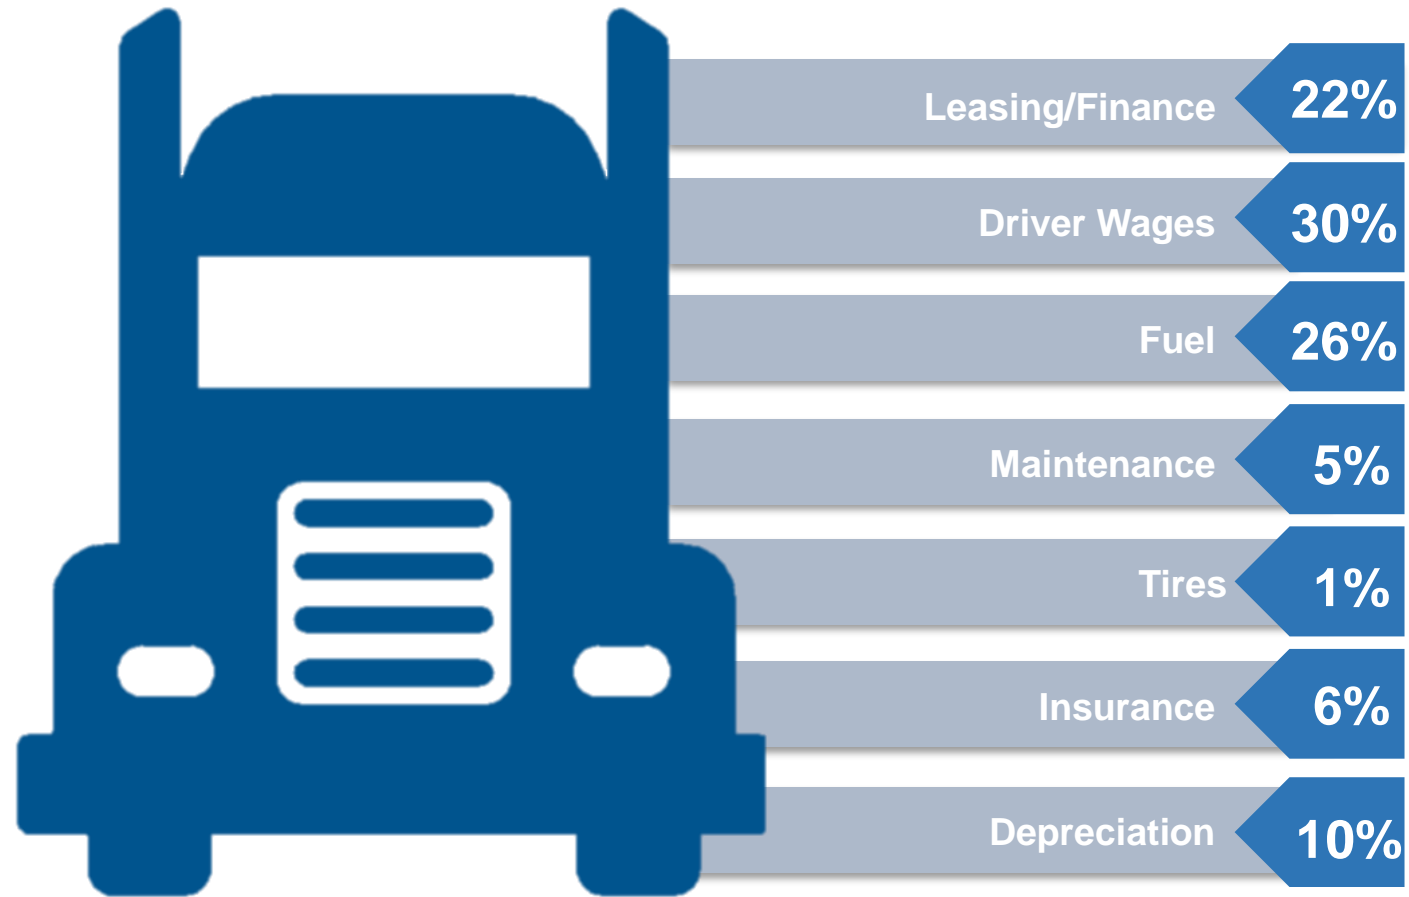 Leasing/Finance 22%
Driver Wages 30%
Fuel 26%
Maintenance 5%
Tires 1%
Insurance 6%
Depreciation 10%